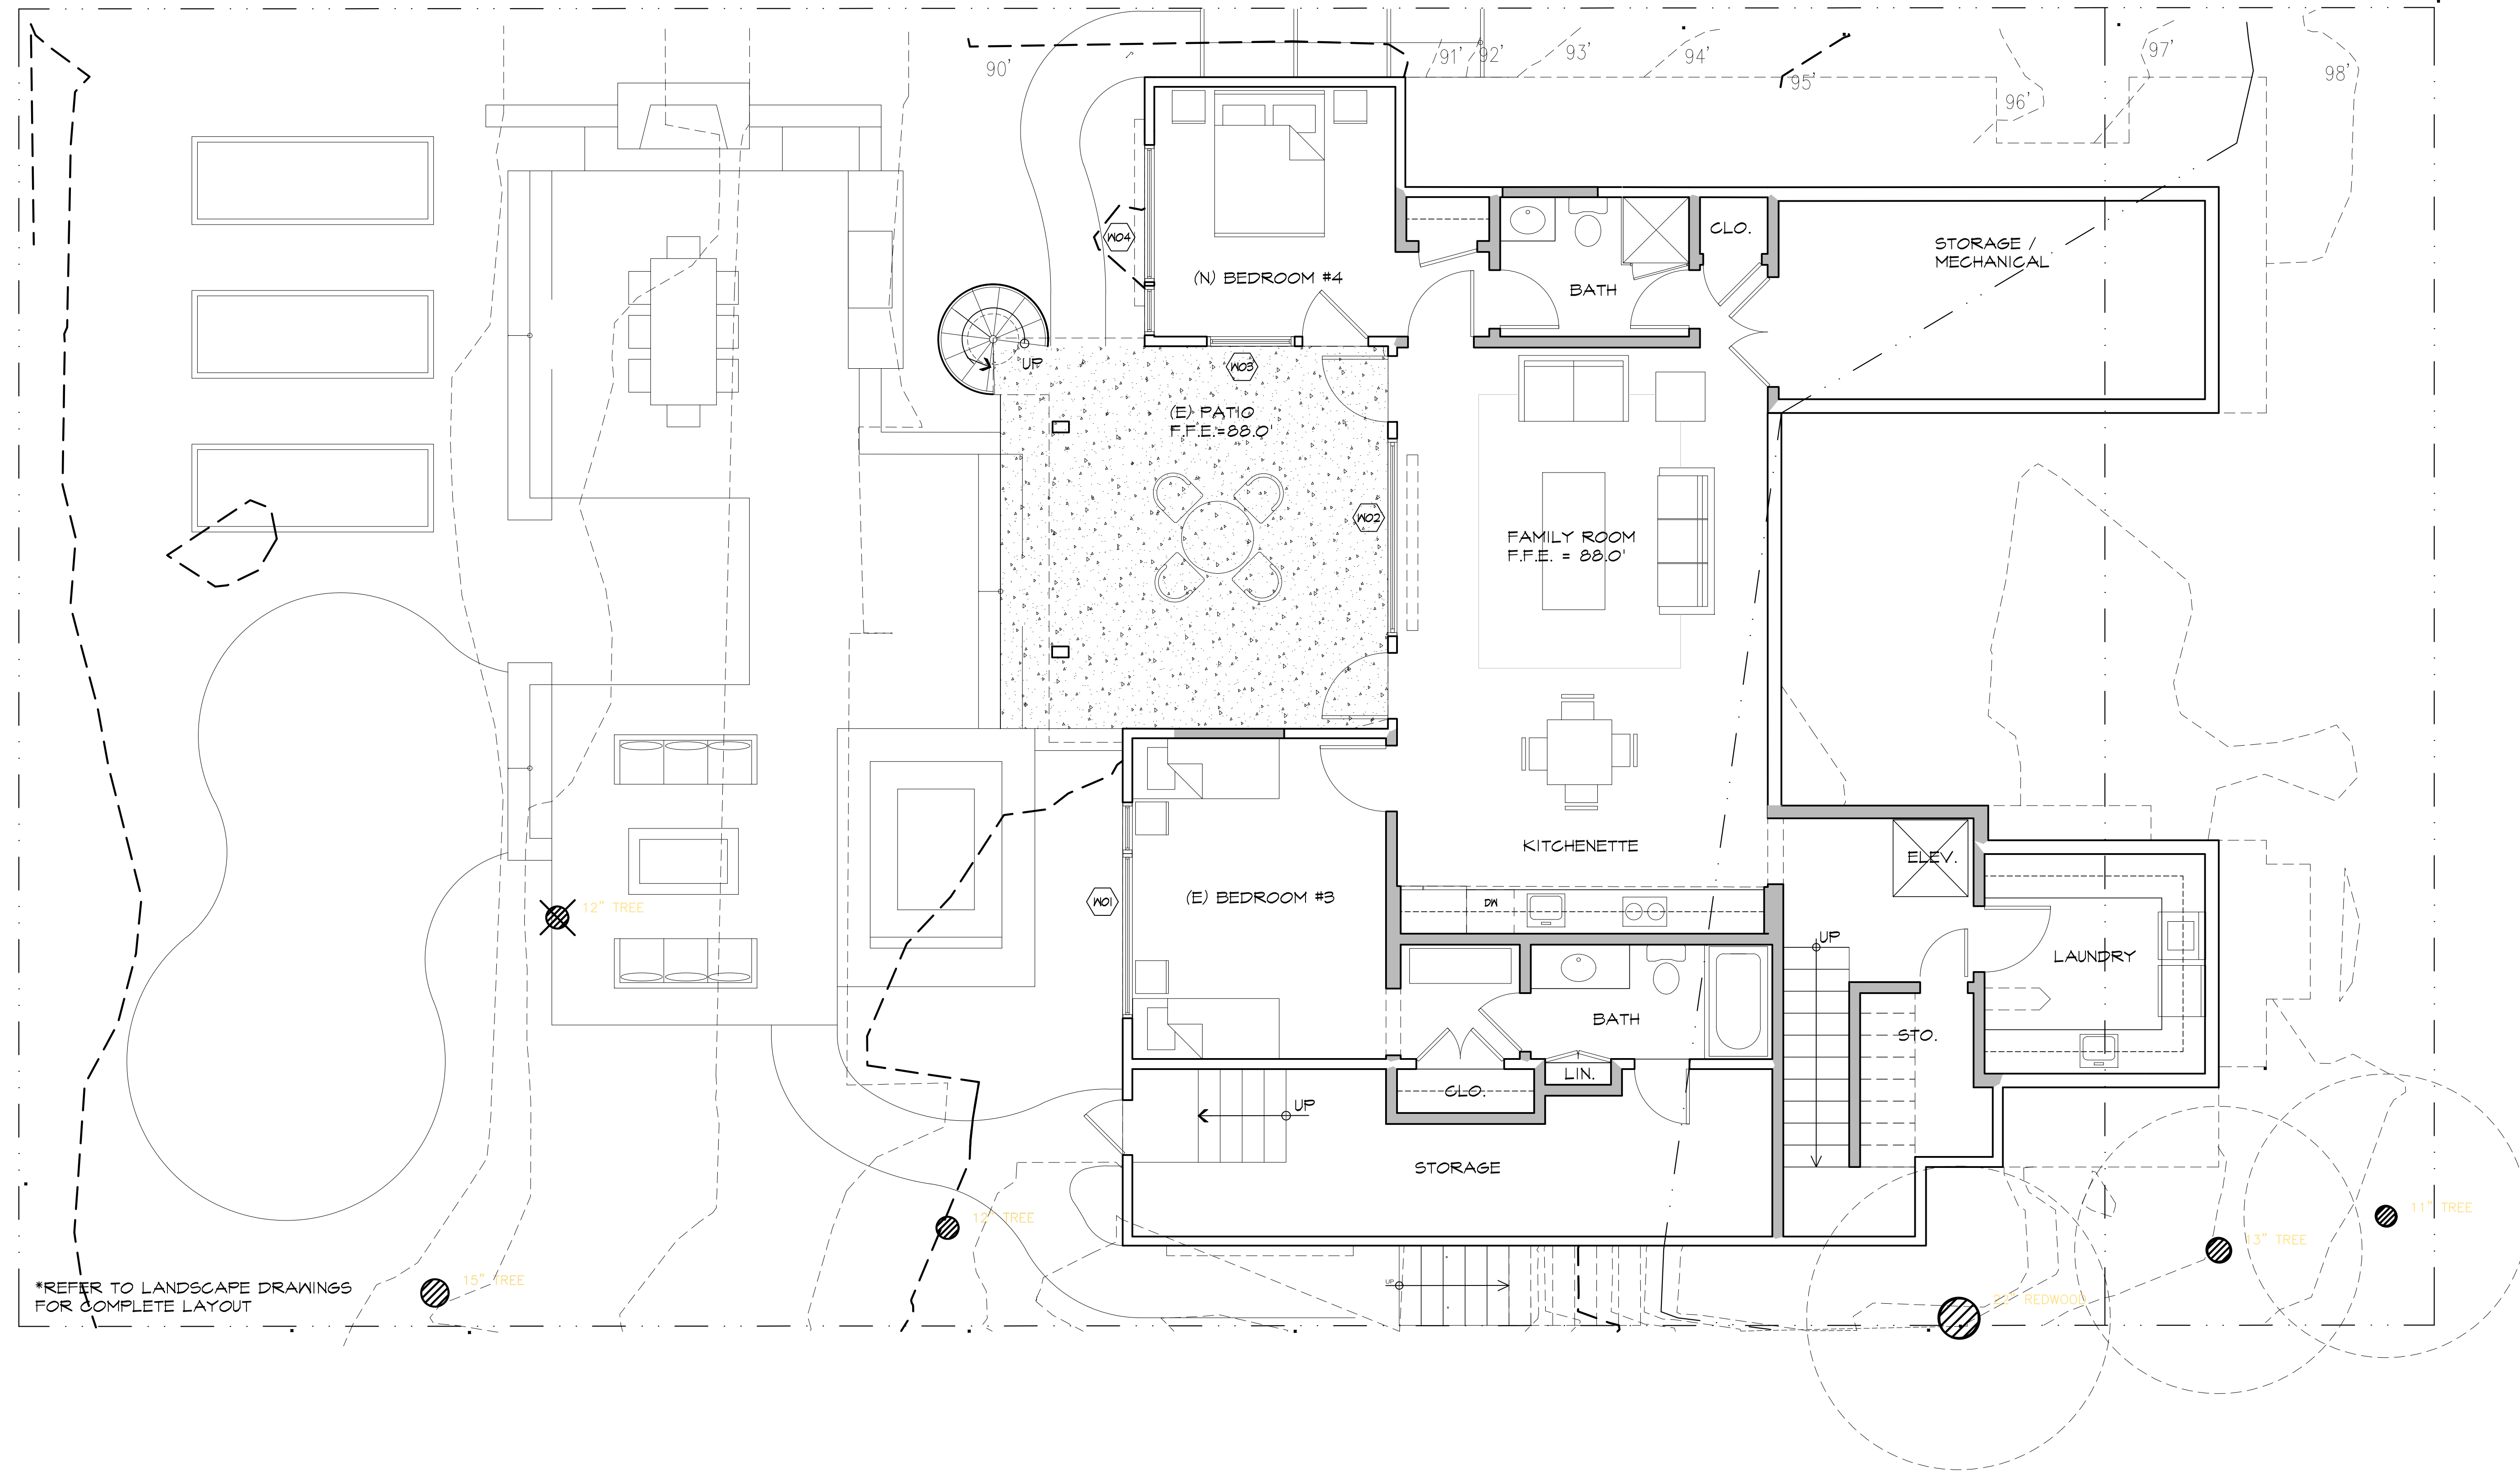 90'
91'
92'
93'
94'
95'
96'
97'
98'
W04
(N) BEDROOM #4
BATH
CLO.
STORAGE /
MECHANICAL
UP
W03
(E) PATIO
F.F.E.=88.0'
W02
FAMILY ROOM
F.F.E. = 88.0'
KITCHENETTE
ELEV.
12" TREE
W01
(E) BEDROOM #3
DW
UP
LAUNDRY
BATH
STO.
LIN.
CLO.
UP
STORAGE
12" TREE
11" TREE
13" TREE
15" TREE
UP
REDWOOD
*REFER TO LANDSCAPE DRAWINGS
FOR COMPLETE LAYOUT